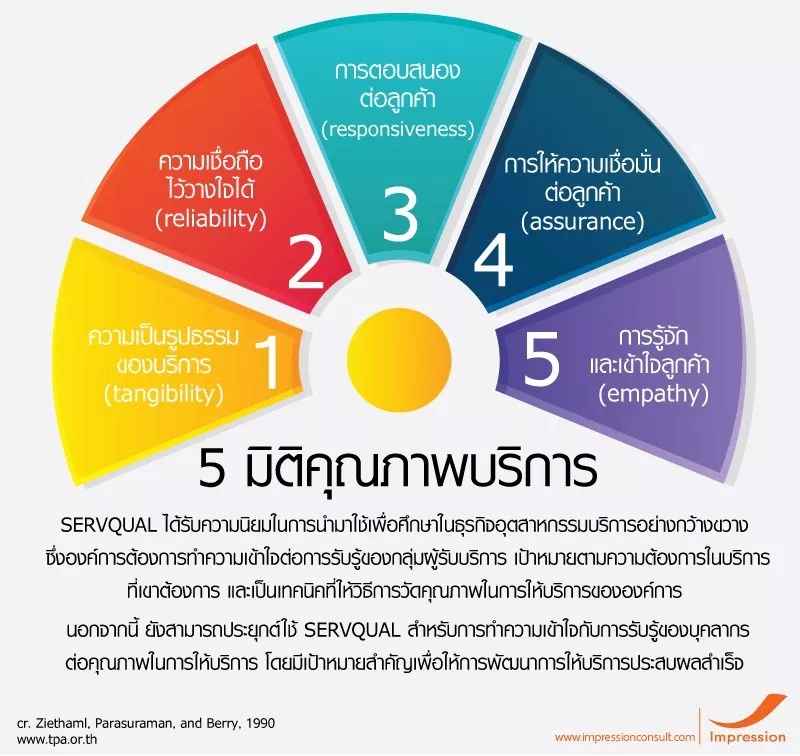 ความเป็นรูปธรรม
ของบริการ
(tangibility)
1
ความเชื่อถือ
ไว้วางใจได้
(reliability)
2
การตอบสนอง
ต่อลูกค้า
(responsiveness)
3
การให้ความเชื่อมั่น
ต่อลูกค้า
(assurance)
4
5
การรู้จัก
และเข้าใจลูกค้า
(empathy)
5 มิติคุณภาพบริการ
SERVQUAL ได้รับความนิยมในการนำมาใช้เพื่อศึกษาในธุรกิจอุตสาหกรรมบริการอย่างกว้างขวาง
ซึ่งองค์การต้องการทำความเข้าใจต่อการรับรู้ของกลุ่มผู้รับบริการ เป้าหมายตามความต้องการในบริการ
ที่เขาต้องการ และเป็นเทคนิคที่ให้วิธีการวัดคุณภาพในการให้บริการขององค์การ
นอกจากนี้ ยังสามารถประยุกต์ใช้ SERVQUAL สำหรับการทำความเข้าใจกับการรับรู้ของบุคลากร
ต่อคุณภาพในการให้บริการ โดยมีเป้าหมายสำคัญเพื่อให้การพัฒนาการให้บริการประสบผลสำเร็จ
cr. Ziethaml, Parasuraman, and Berry, 1990
www.tpa.or.th
www.impressionconsult.com
Impression